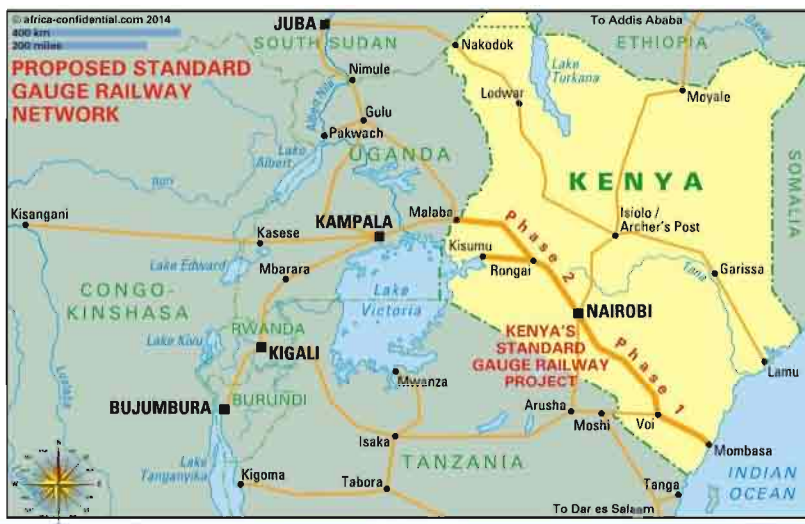 © africa-confidential.com 2014
400 km
200 miles
PROPOSED STANDARD
GAUGE RAILWAY
NETWORK
JUBA
SOUTH SUDAN
To Addis Ababa
ETHIOPIA
Nakodok
Lake
Turkana
Nimule
Lodwar
Moyale
Albert Nile
Gulu
Pakwach
Lake
Albert
UGANDA
KENYA
SOMALIA
Kisangani
KAMPALA
Malaba
Isiolo /
Archer's Post
Kasese
Phase 2
Kisumu
Lake Edward
Mbarara
Rongai
Tana
Garissa
CONGO-
KINSHASA
Lake
Victoria
NAIROBI
RWANDA
Lake Kivu
KIGALI
KENYA'S
STANDARD
GAUGE RAILWAY
PROJECT
Phase 1
Lualaba
Mwanza
Lamu
BUJUMBURA
BURUNDI
Arusha
Moshi
Voi
Isaka
Mombasa
Lake
Tanganyika
TANZANIA
Kigoma
Tabora
Tanga
INDIAN
OCEAN
To Dar es Salaam